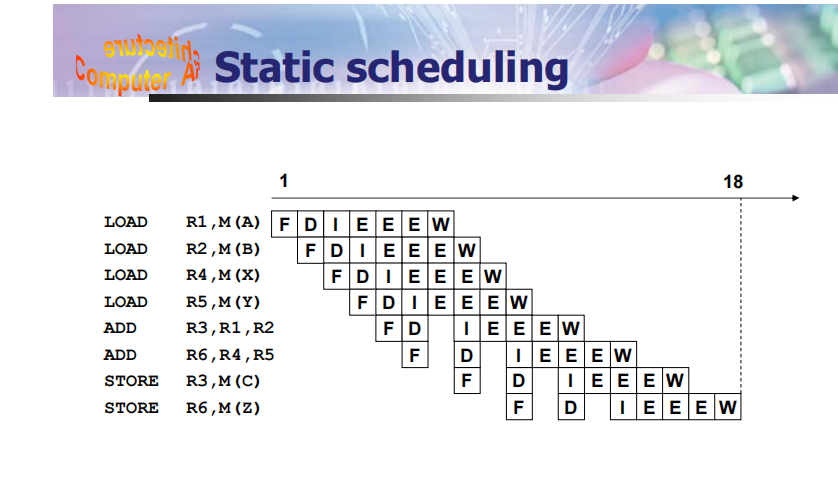 Computer Architecture
Static scheduling
1 18
LOAD R1,M(A) F D I E E E W
LOAD R2,M(B) F D I E E E W
LOAD R4,M(X) F D I E E E W
LOAD R5,M(Y) F D I E E E W
ADD R3,R1,R2 F D I E E E W
ADD R6,R4,R5 F D I E E E W
STORE R3,M(C) F D I E E E W
STORE R6,M(Z) F D I E E E W